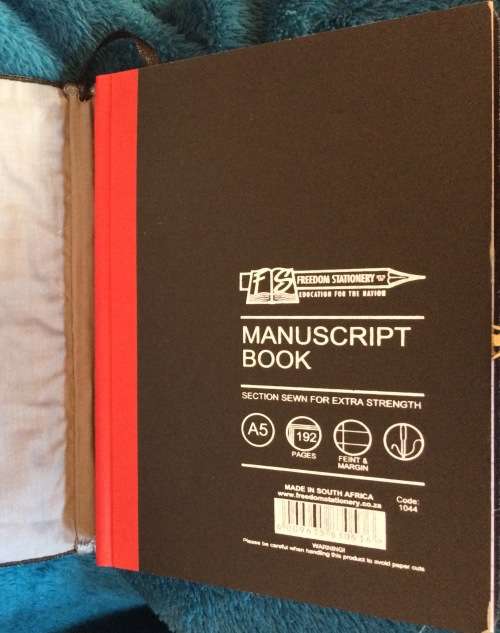 FS FREEDOM STATIONERY
EDUCATION FOR THE NATION
MANUSCRIPT
BOOK
SECTION SEWN FOR EXTRA STRENGTH
A5
192
PAGES
FEINT &
MARGIN
MADE IN SOUTH AFRICA
www.freedomstationery.co.za
Code:
1044
WARNING!
Please be careful when handling this product to avoid paper cuts